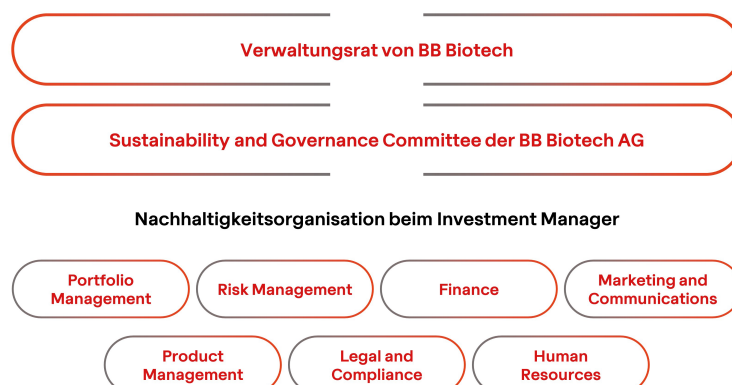 Verwaltungsrat von BB Biotech
Sustainability and Governance Committee der BB Biotech AG
Nachhaltigkeitsorganisation beim Investment Manager
Portfolio
Management
Risk Management
Finance
Marketing and
Communications
Product
Management
Legal and
Compliance
Human
Resources